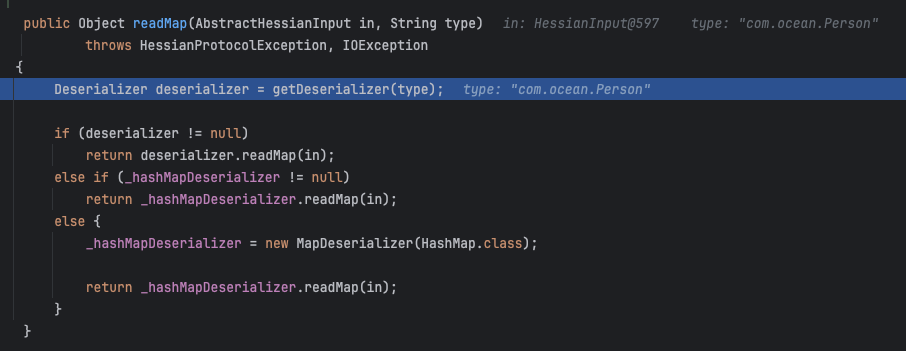 public Object readMap(AbstractHessianInput in, String type)   in: HessianInput@597    type: "com.ocean.Person"
        throws HessianProtocolException, IOException
{
    Deserializer deserializer = getDeserializer(type);   type: "com.ocean.Person"
    if (deserializer != null)
        return deserializer.readMap(in);
    else if (_hashMapDeserializer != null)
        return _hashMapDeserializer.readMap(in);
    else {
        _hashMapDeserializer = new MapDeserializer(HashMap.class);
        return _hashMapDeserializer.readMap(in);
    }
}